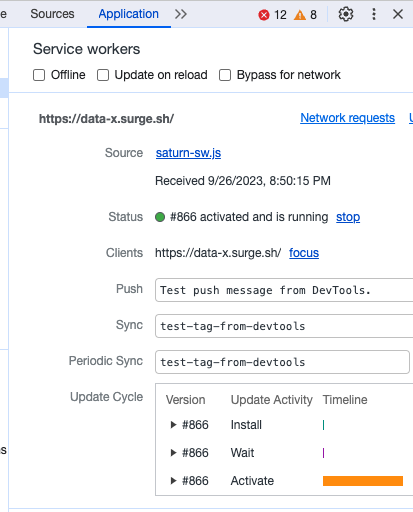 e Sources Application 12 8
Service workers
Offline Update on reload Bypass for network
https://data-x.surge.sh/ Network requests U
Source saturn-sw.js
Received 9/26/2023, 8:50:15 PM
Status #866 activated and is running stop
Clients https://data-x.surge.sh/ focus
Push Test push message from DevTools.
Sync test-tag-from-devtools
Periodic Sync test-tag-from-devtools
Update Cycle Version Update Activity Timeline
#866 Install
ns #866 Wait
#866 Activate